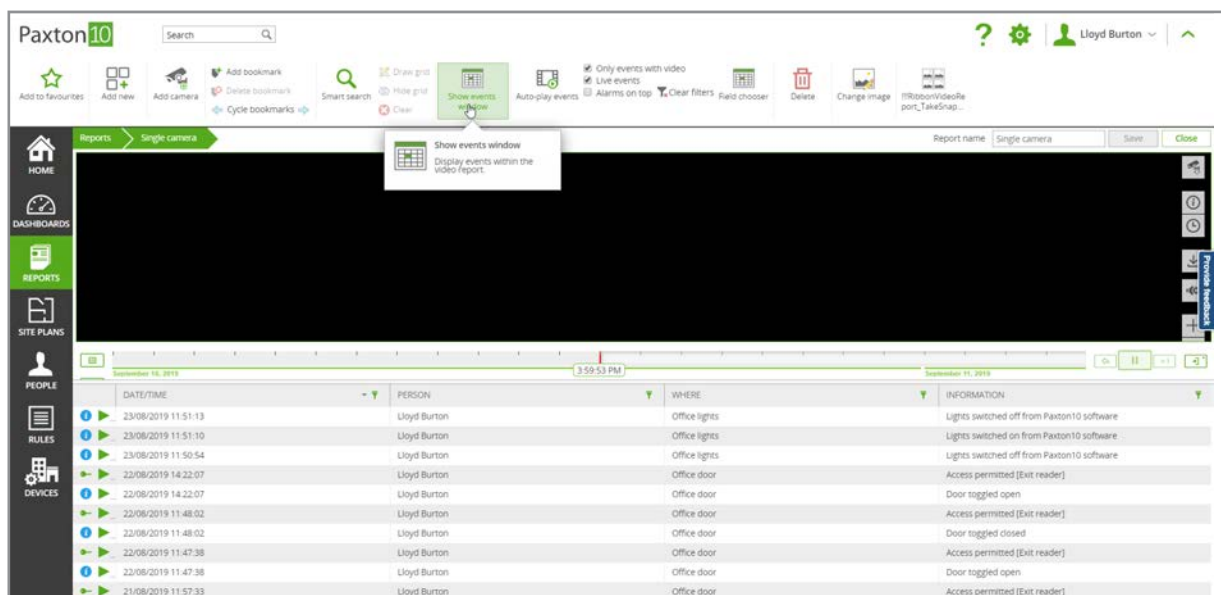 Paxton10
Search
Lloyd Burton
Add to favourites
Add new
Add camera
Add bookmark
Delete bookmark
Cycle bookmarks
Smart search
Draw grid
Hide grid
Clear
Show events window
Auto-play events
Only events with video
Live events
Alarms on top
Clear filters
Field chooser
Delete
Change image
!!!RibbonVideoRe
port_TakeSnap...
Reports
Single camera
Report name
Single camera
Save
Close
Show events window
Display events within the
video report.
HOME
DASHBOARDS
REPORTS
SITE PLANS
PEOPLE
RULES
DEVICES
Provide feedback
September 10, 2019
3:59:53 PM
September 11, 2019
DATE/TIME PERSON WHERE INFORMATION
23/08/2019 11:51:13 Lloyd Burton Office lights Lights switched off from Paxton10 software
23/08/2019 11:51:10 Lloyd Burton Office lights Lights switched on from Paxton10 software
23/08/2019 11:50:54 Lloyd Burton Office lights Lights switched off from Paxton10 software
22/08/2019 14:22:07 Lloyd Burton Office door Access permitted [Exit reader]
22/08/2019 14:22:07 Lloyd Burton Office door Door toggled open
22/08/2019 11:48:02 Lloyd Burton Office door Access permitted [Exit reader]
22/08/2019 11:48:02 Lloyd Burton Office door Door toggled closed
22/08/2019 11:47:38 Lloyd Burton Office door Access permitted [Exit reader]
22/08/2019 11:47:38 Lloyd Burton Office door Door toggled open
21/08/2019 11:57:33 Lloyd Burton Office door Access permitted [Exit reader]